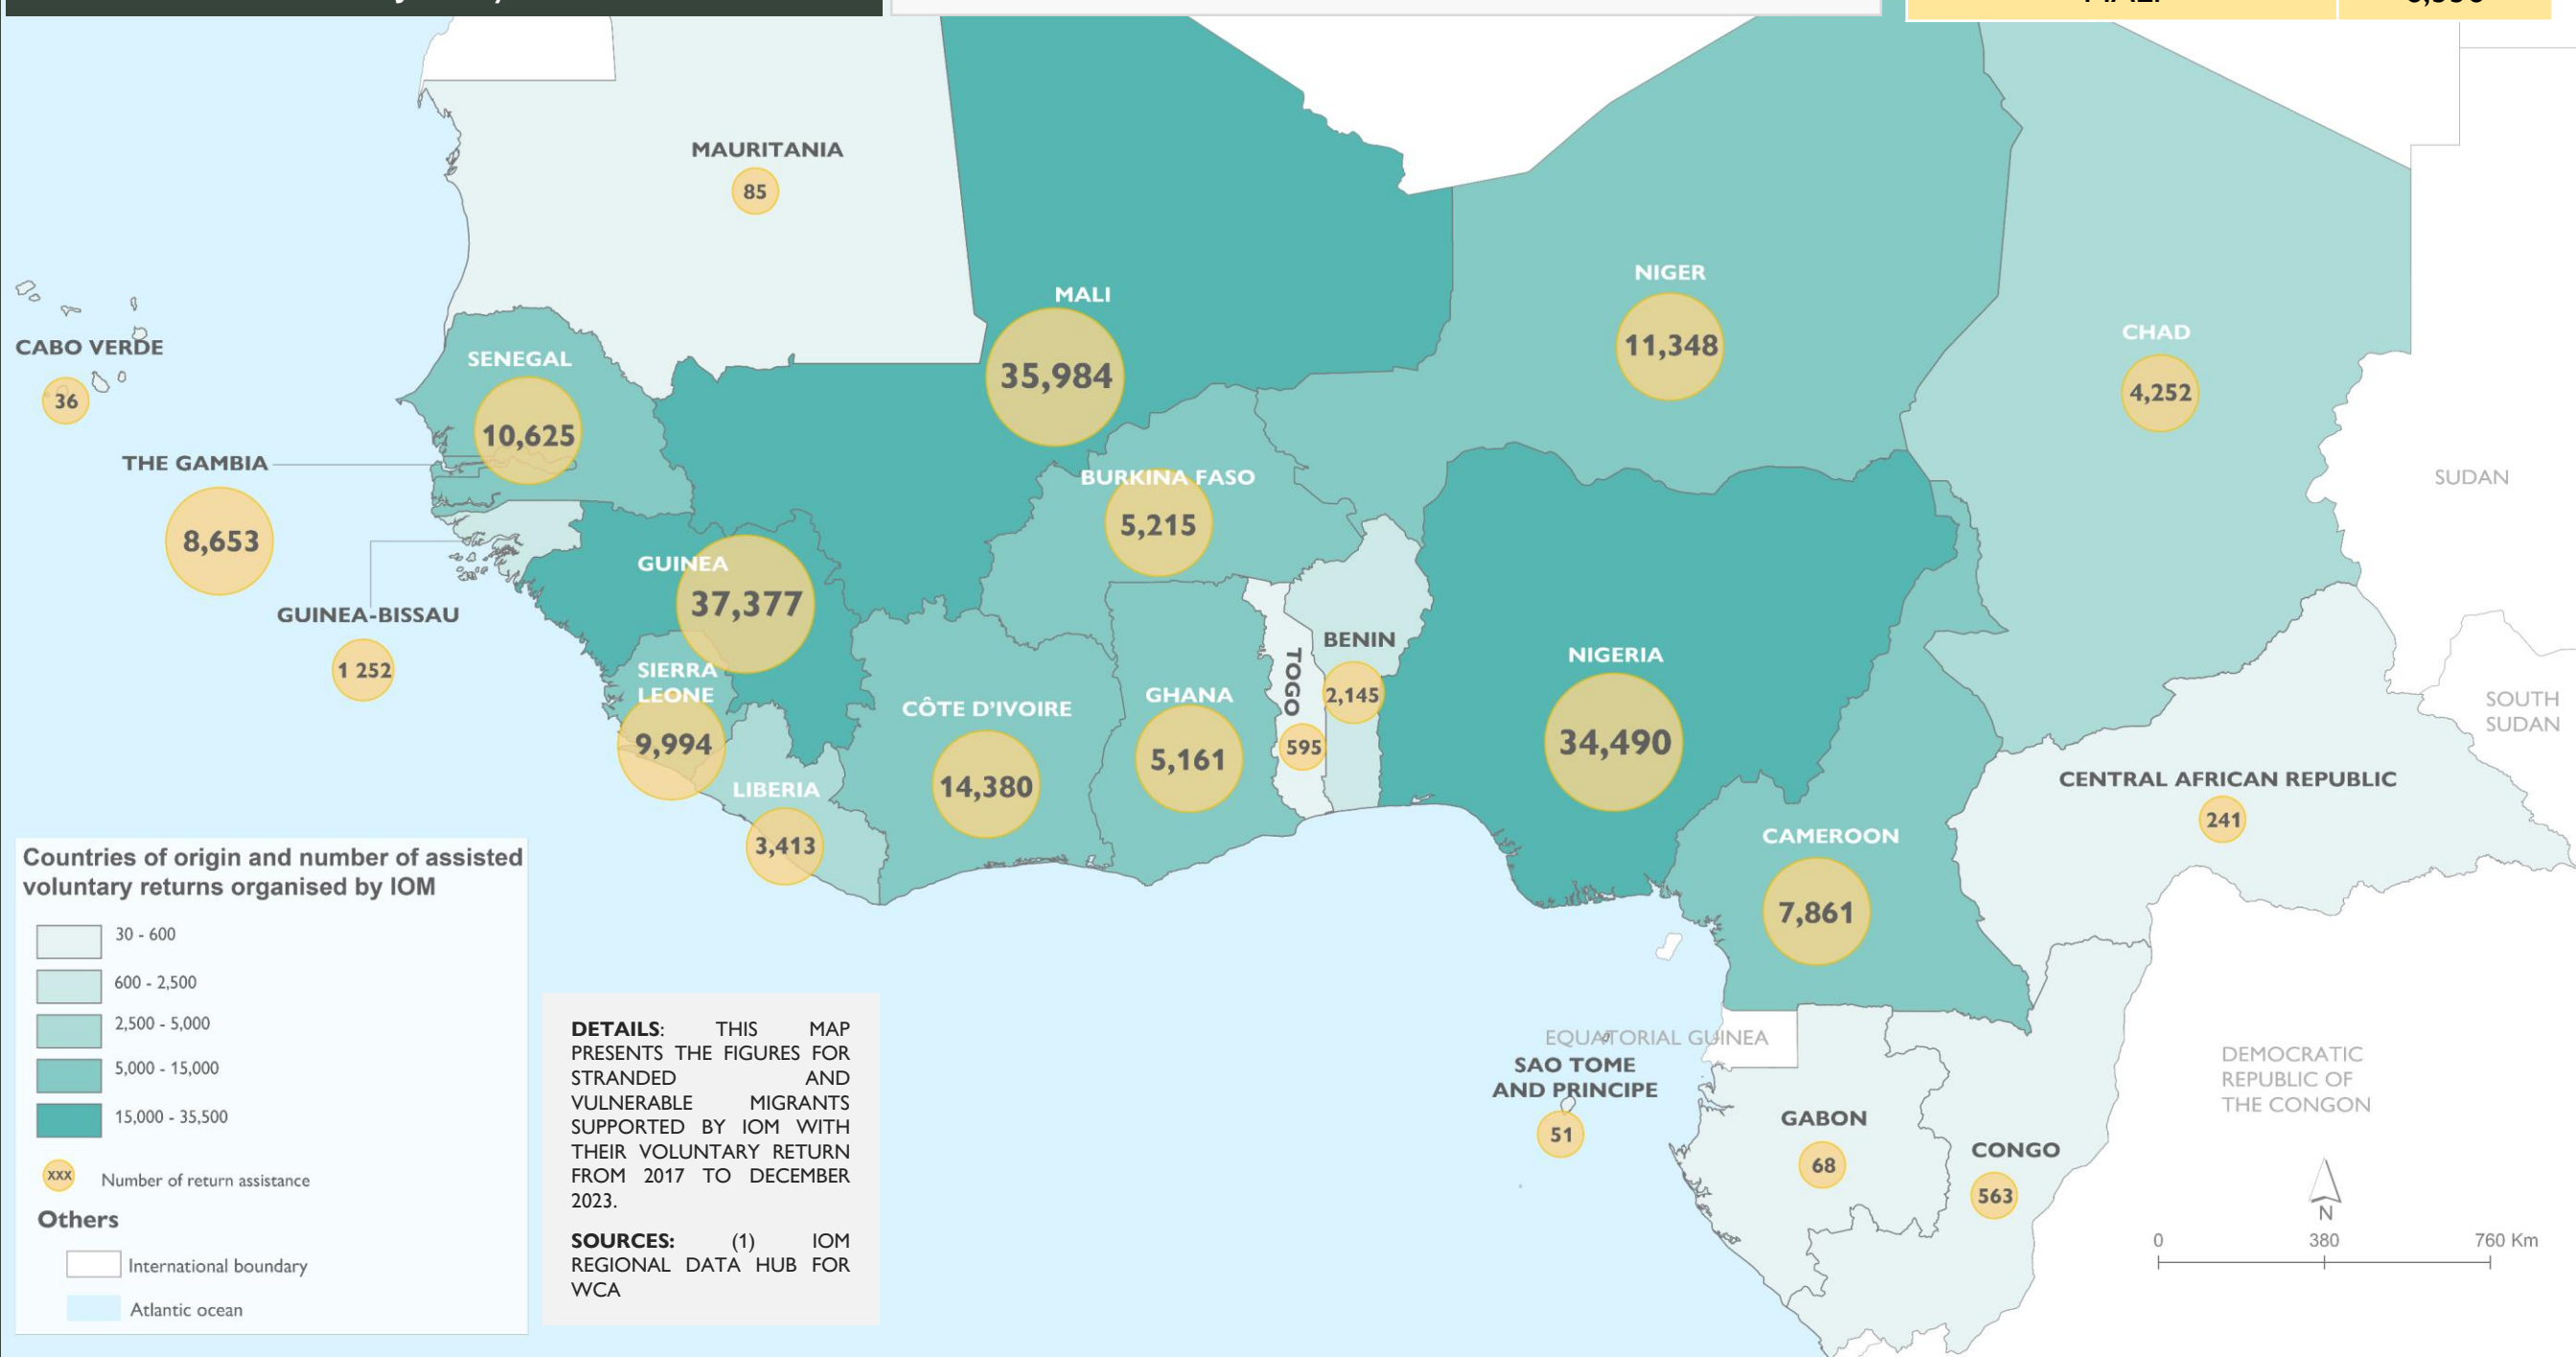 MAURITANIA
85
MALI
35,984
NIGER
11,348
CHAD
4,252
CABO VERDE
36
SENEGAL
10,625
THE GAMBIA
8,653
BURKINA FASO
5,215
SUDAN
GUINEA
37,377
GUINEA-BISSAU
1 252
SIERRA
LEONE
9,994
LIBERIA
3,413
CÔTE D'IVOIRE
14,380
GHANA
5,161
TOGO
595
BENIN
2,145
NIGERIA
34,490
SOUTH
SUDAN
CENTRAL AFRICAN REPUBLIC
241
CAMEROON
7,861
EQUATORIAL GUINEA
SAO TOME
AND PRINCIPE
51
GABON
68
CONGO
563
DEMOCRATIC
REPUBLIC OF
THE CONGON
N
0 380 760 Km
Countries of origin and number of assisted
voluntary returns organised by IOM
30 - 600
600 - 2,500
2,500 - 5,000
5,000 - 15,000
15,000 - 35,500
XXX Number of return assistance
Others
International boundary
Atlantic ocean
DETAILS: THIS MAP
PRESENTS THE FIGURES FOR
STRANDED AND
VULNERABLE MIGRANTS
SUPPORTED BY IOM WITH
THEIR VOLUNTARY RETURN
FROM 2017 TO DECEMBER
2023.
SOURCES: (1) IOM
REGIONAL DATA HUB FOR
WCA